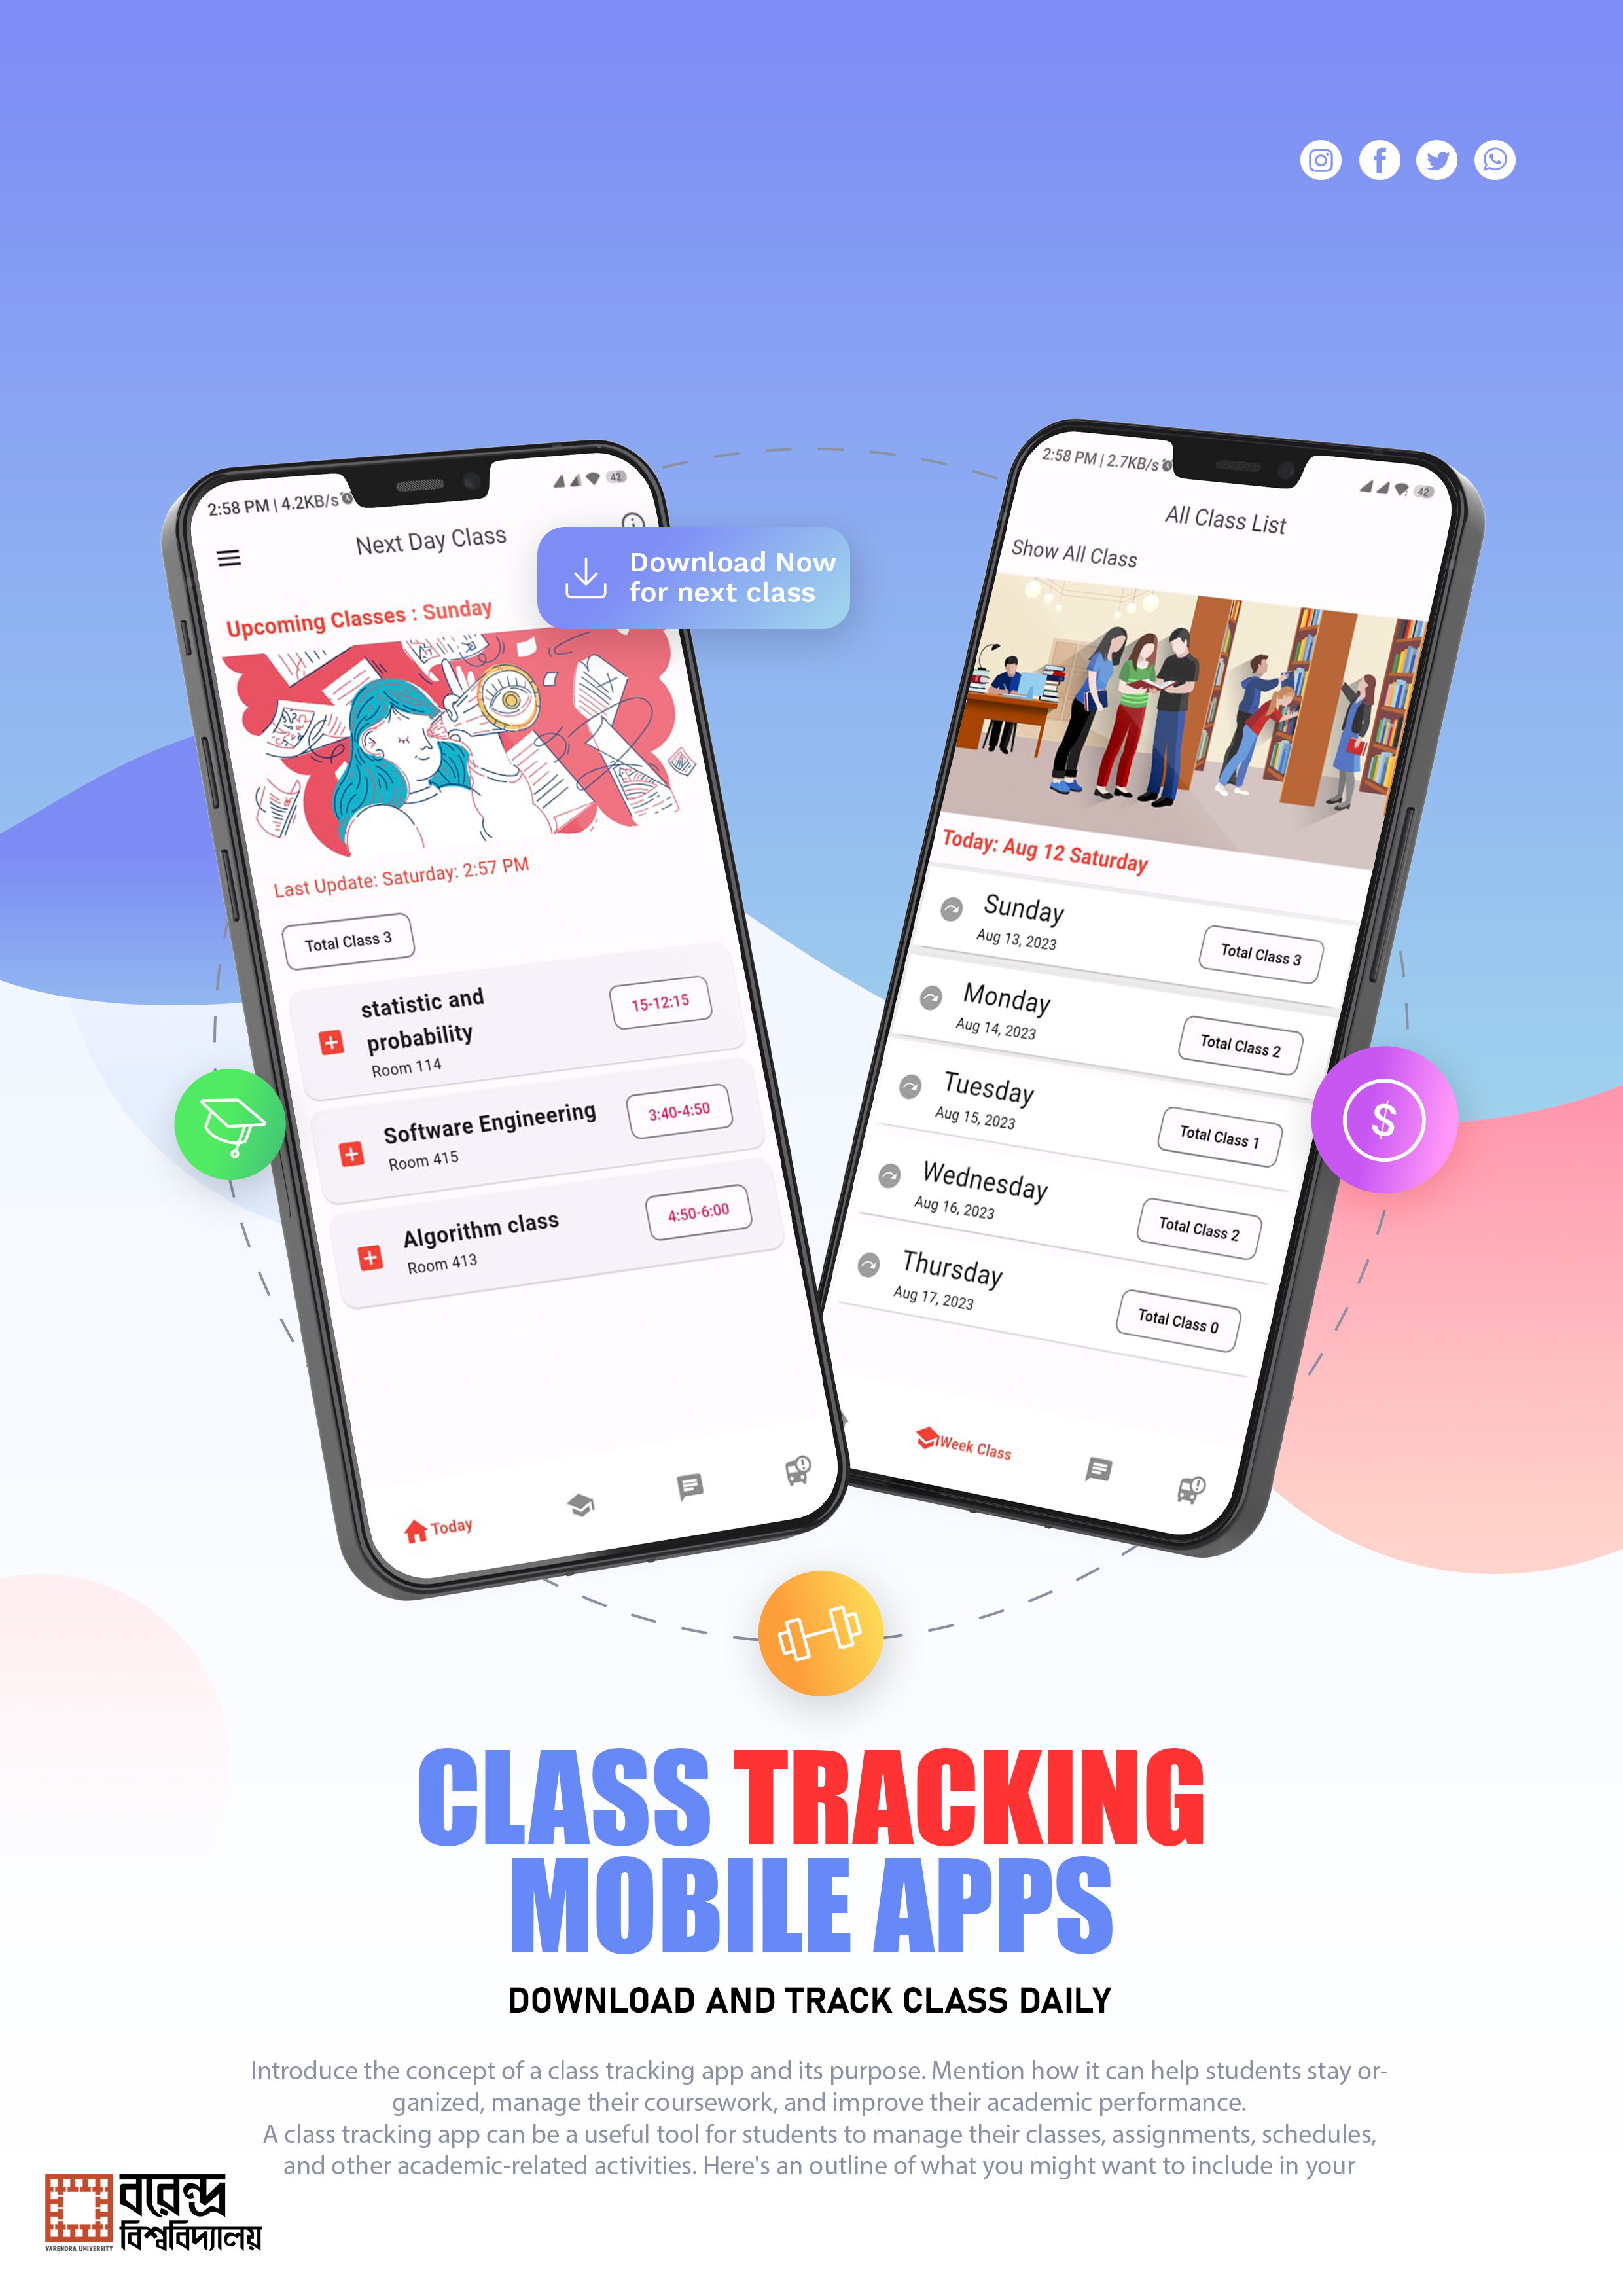 2:58 PM | 4.2KB/s
42
Next Day Class
Download Now
for next class
Upcoming Classes : Sunday
Last Update: Saturday: 2:57 PM
Total Class 3
statistic and
probability
Room 114
15-12:15
Software Engineering
Room 415
3:40-4:50
Algorithm class
Room 413
4:50-6:00
Today
2:58 PM | 2.7KB/s
42
All Class List
Show All Class
Today: Aug 12 Saturday
Sunday
Aug 13, 2023
Total Class 3
Monday
Aug 14, 2023
Total Class 2
Tuesday
Aug 15, 2023
Total Class 1
Wednesday
Aug 16, 2023
Total Class 2
Thursday
Aug 17, 2023
Total Class 0
Week Class
$
CLASS TRACKING
MOBILE APPS
DOWNLOAD AND TRACK CLASS DAILY
Introduce the concept of a class tracking app and its purpose. Mention how it can help students stay or-
ganized, manage their coursework, and improve their academic performance.
A class tracking app can be a useful tool for students to manage their classes, assignments, schedules,
and other academic-related activities. Here's an outline of what you might want to include in your
বরেন্দ্র
বিশ্ববিদ্যালয়
VARENDRA UNIVERSITY